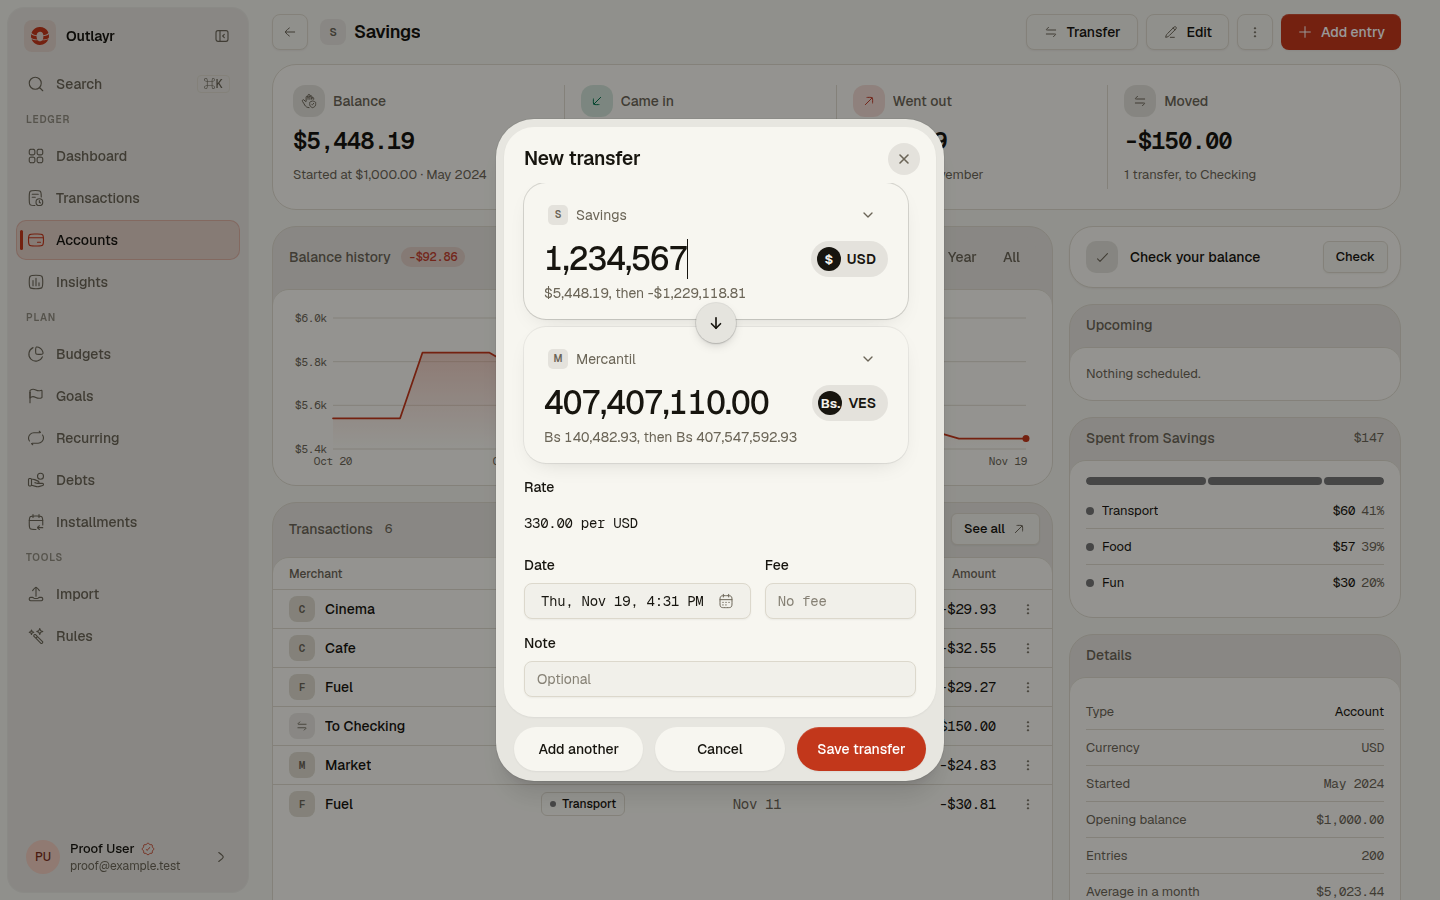 Outlayr
Search ⌘K
LEDGER
Dashboard
Transactions
Accounts
Insights
PLAN
Budgets
Goals
Recurring
Debts
Installments
TOOLS
Import
Rules
PU
Proof User
proof@example.test
S Savings
Transfer
Edit
Add entry
Balance
$5,448.19
Started at $1,000.00 · May 2024
Came in
Went out
9
Moved
-$150.00
1 transfer, to Checking
Balance history -$92.86
Year All
$6.0k
$5.8k
$5.6k
$5.4k
Oct 20
Nov 19
Transactions 6
See all
Merchant
Amount
C Cinema
-$29.93
C Cafe
-$32.55
F Fuel
-$29.27
To Checking
$150.00
M Market
-$24.83
F Fuel Transport Nov 11 -$30.81
New transfer
S Savings
1,234,567
$ USD
$5,448.19, then -$1,229,118.81
M Mercantil
407,407,110.00
Bs. VES
Bs 140,482.93, then Bs 407,547,592.93
Rate
330.00 per USD
Date
Fee
Thu, Nov 19, 4:31 PM
No fee
Note
Optional
Add another
Cancel
Save transfer
Check your balance
Check
Upcoming
Nothing scheduled.
Spent from Savings $147
Transport $60 41%
Food $57 39%
Fun $30 20%
Details
Type Account
Currency USD
Started May 2024
Opening balance $1,000.00
Entries 200
Average in a month $5,023.44